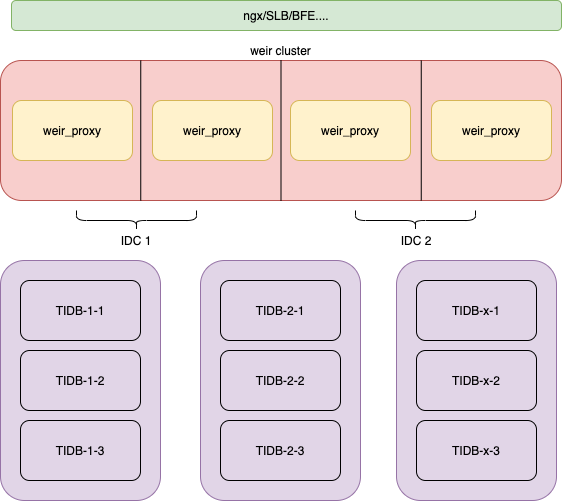 ngx/SLB/BFE....
weir cluster
weir_proxy weir_proxy weir_proxy weir_proxy
IDC 1 IDC 2
TIDB-1-1 TIDB-2-1 TIDB-x-1
TIDB-1-2 TIDB-2-2 TIDB-x-2
TIDB-1-3 TIDB-2-3 TIDB-x-3